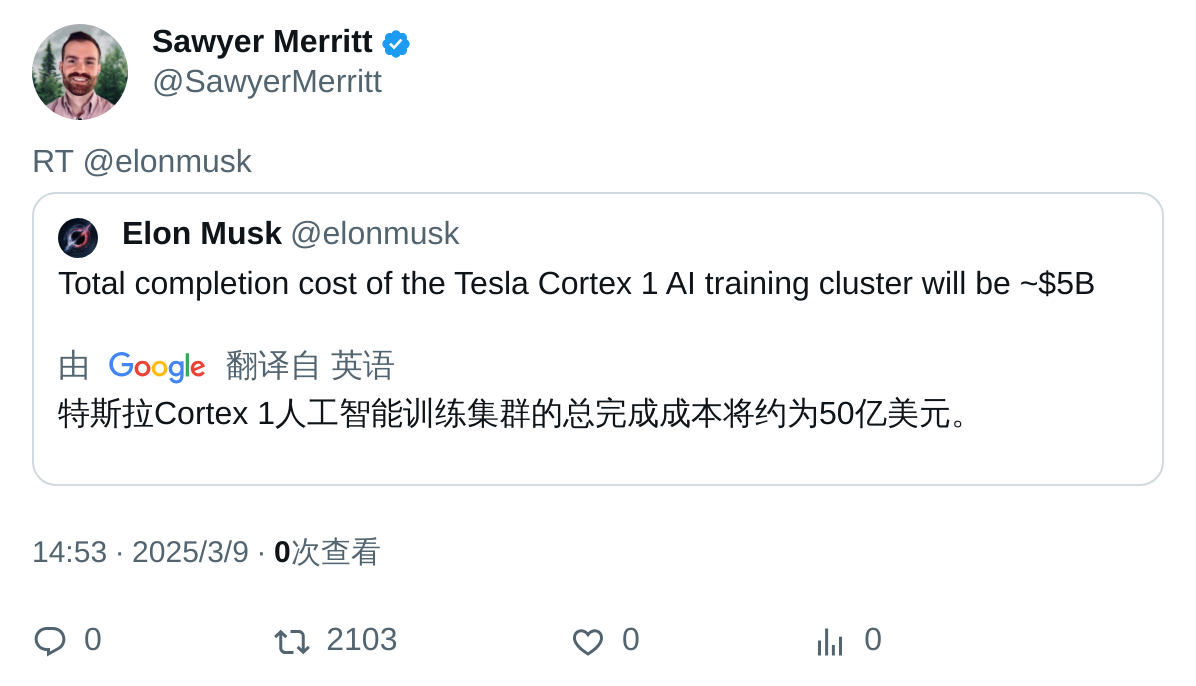 Sawyer Merritt
@SawyerMerritt
RT @elonmusk
Elon Musk @elonmusk
Total completion cost of the Tesla Cortex 1 AI training cluster will be ~$5B
由 Google 翻译自 英语
特斯拉Cortex 1人工智能训练集群的总完成成本将约为50亿美元。
14:53 · 2025/3/9 · 0次查看
0 2103 0 0